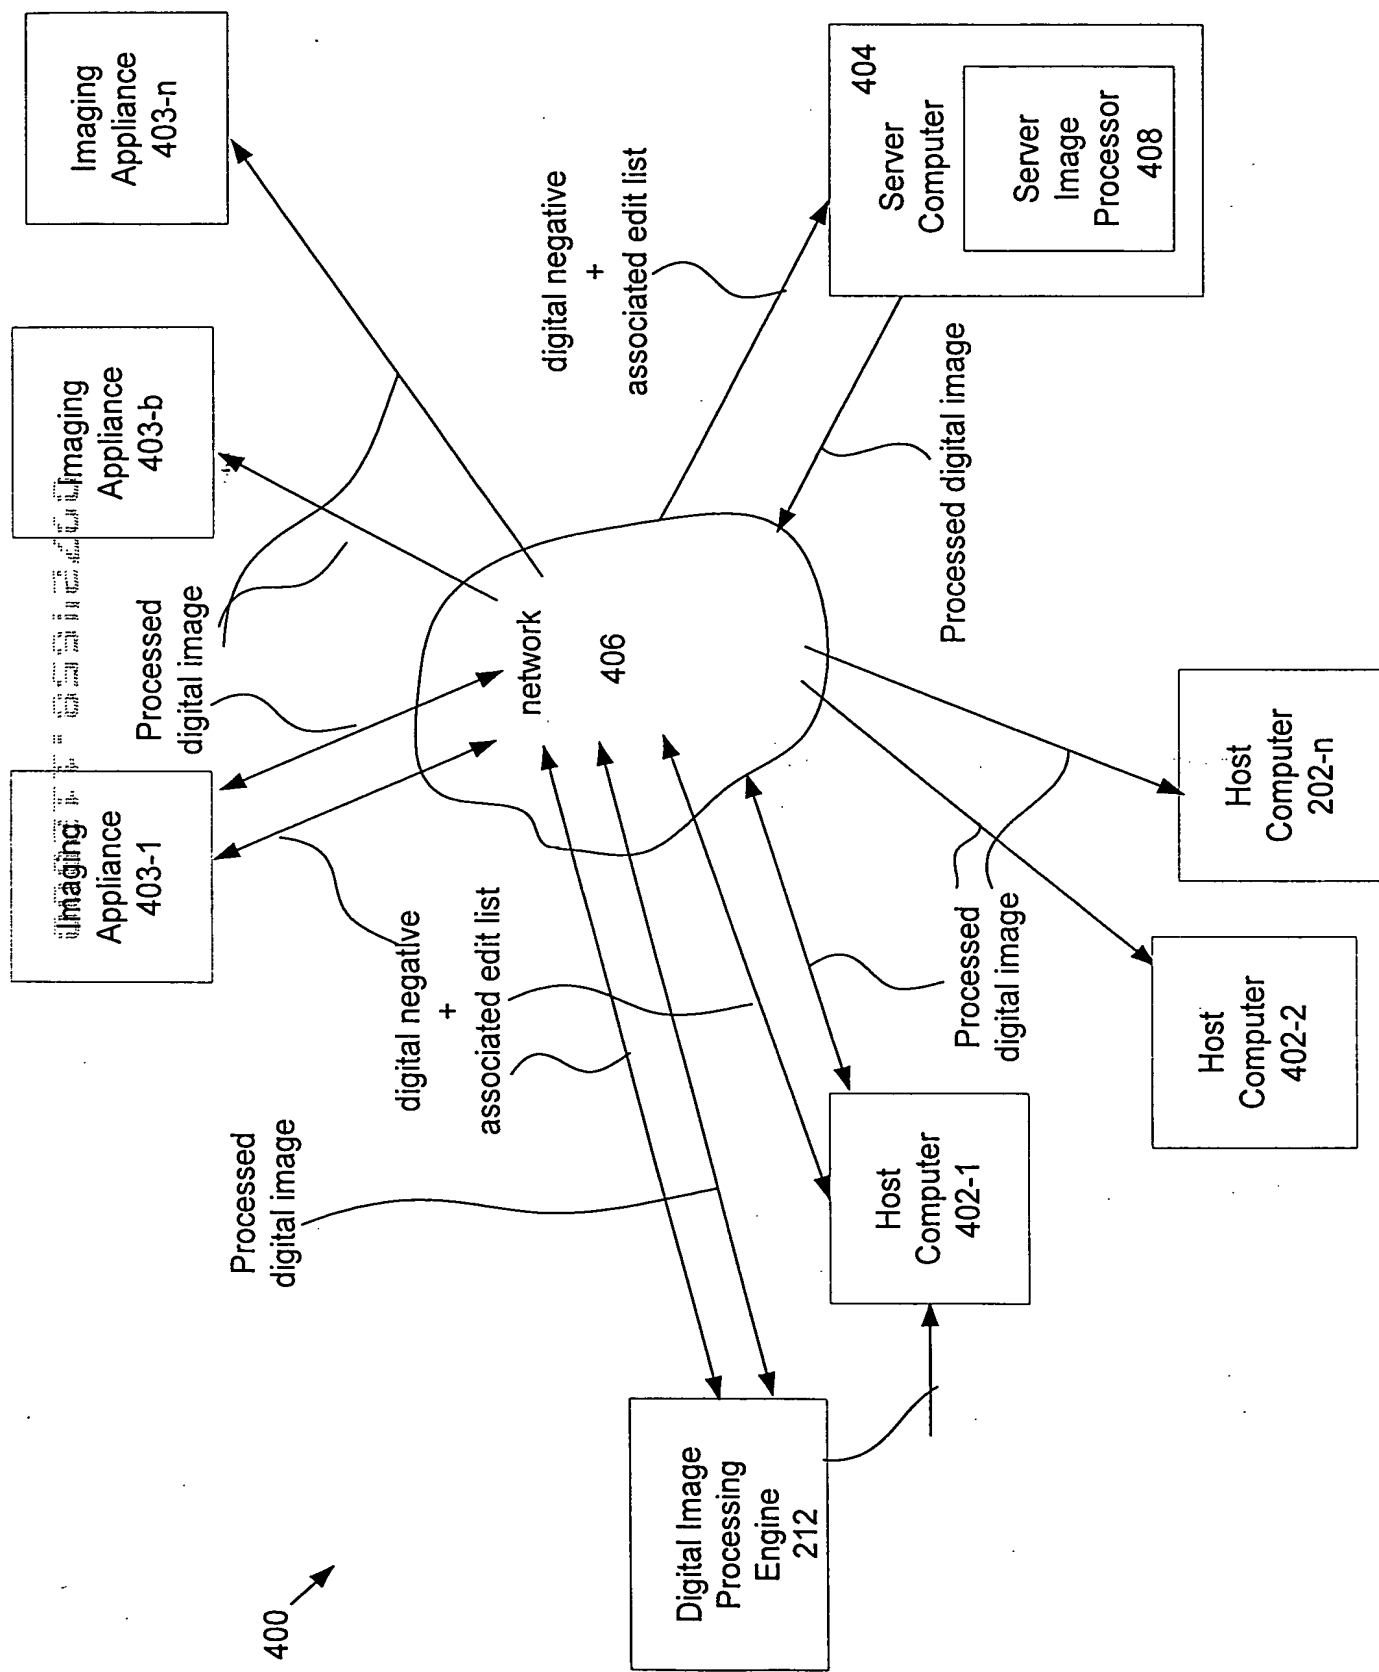 400
Digital Image
Processing
Engine
212
Processed
digital image
digital negative
+
associated edit list
Imaging
Appliance
403-1
Processed
digital image
Imaging
Appliance
403-b
Imaging
Appliance
403-n
network
406
digital negative
+
associated edit list
Server
Computer
404
Server
Image
Processor
408
Processed digital image
Host
Computer
402-1
Processed
digital image
Host
Computer
402-2
Host
Computer
202-n